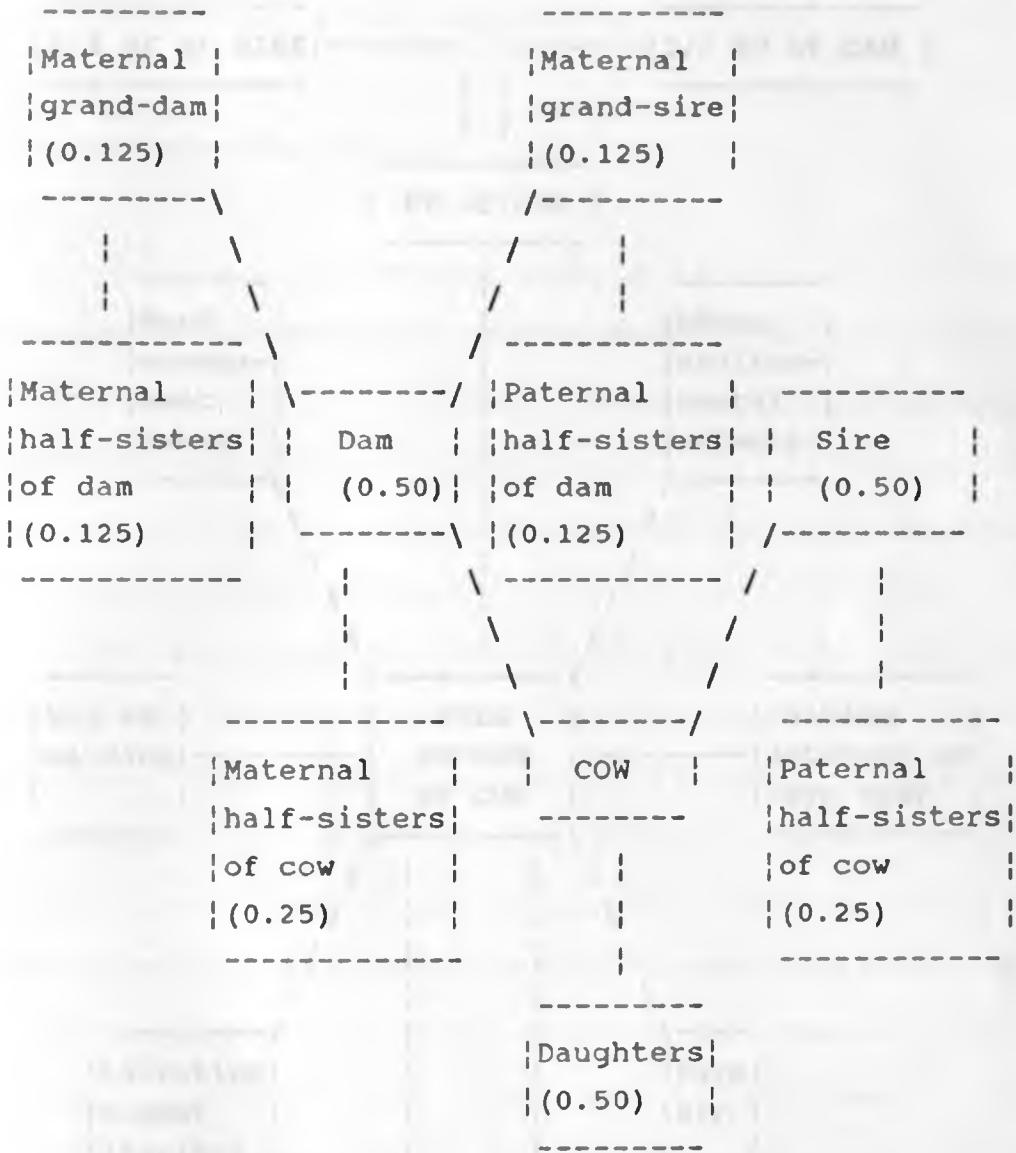 Maternal
grand-dam
(0.125)
Maternal
grand-sire
(0.125)
Maternal
half-sisters
of dam
(0.125)
Dam
(0.50)
Paternal
half-sisters
of dam
(0.125)
Sire
(0.50)
Maternal
half-sisters
of cow
(0.25)
COW
Paternal
half-sisters
of cow
(0.25)
Daughters
(0.50)